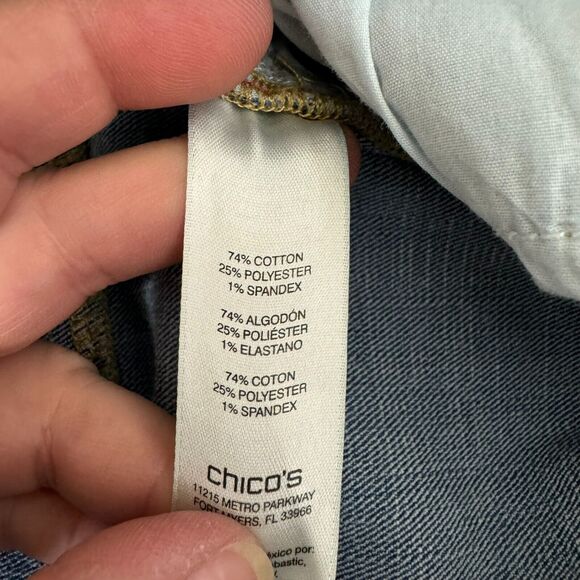 74% COTTON
25% POLYESTER
1% SPANDEX
74% ALGODÓN
25% POLIÉSTER
1% ELASTANO
74% COTON
25% POLYESTER
1% SPANDEX
chico's
11215 METRO PARKWAY
FORT MYERS, FL 33966
por: